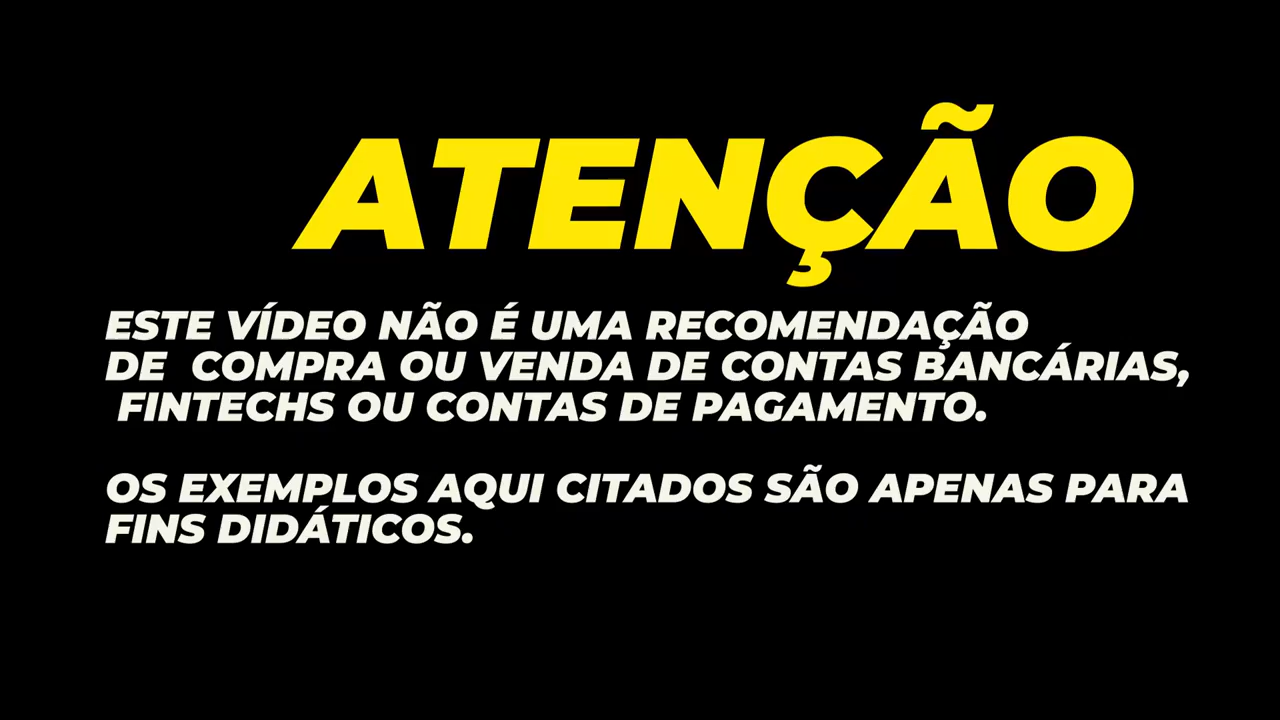 ATENÇÃO
ESTE VÍDEO NÃO É UMA RECOMENDAÇÃO
DE COMPRA OU VENDA DE CONTAS BANCÁRIAS,
FINTECHS OU CONTAS DE PAGAMENTO.
OS EXEMPLOS AQUI CITADOS SÃO APENAS PARA
FINS DIDÁTICOS.